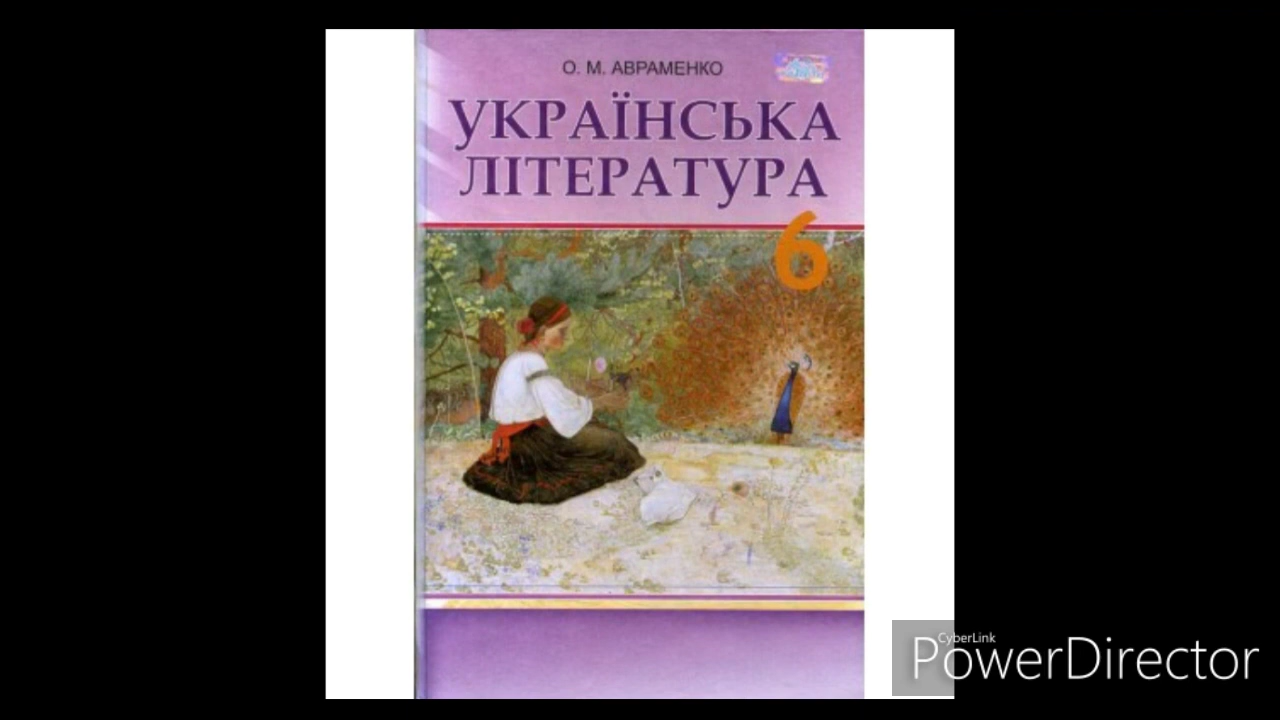 О. М. АВРАМЕНКО
УКРАЇНСЬКА
ЛІТЕРАТУРА
6
CyberLink
PowerDirector